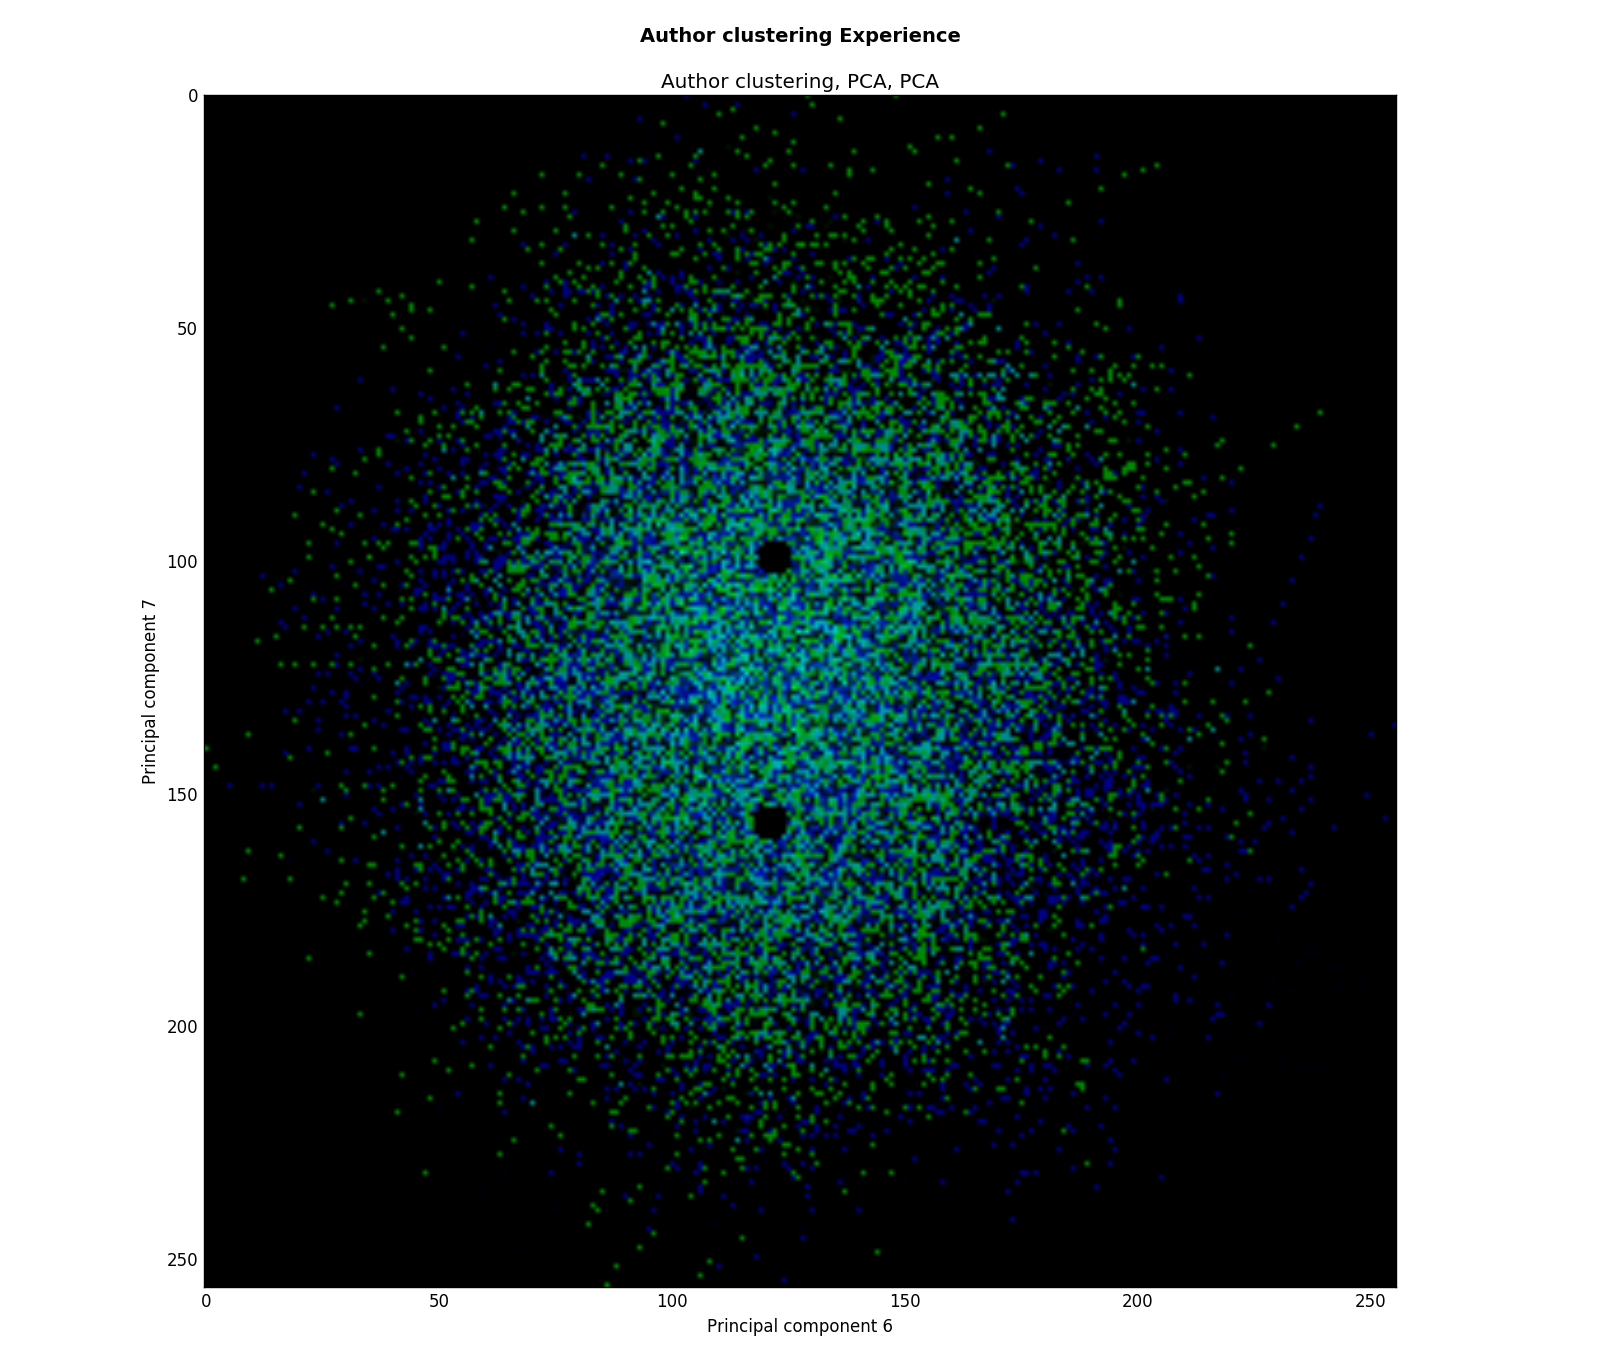 Author clustering Experience
Author clustering, PCA, PCA
0
50
100
150
200
250
Principal component 7
0 50 100 150 200 250
Principal component 6